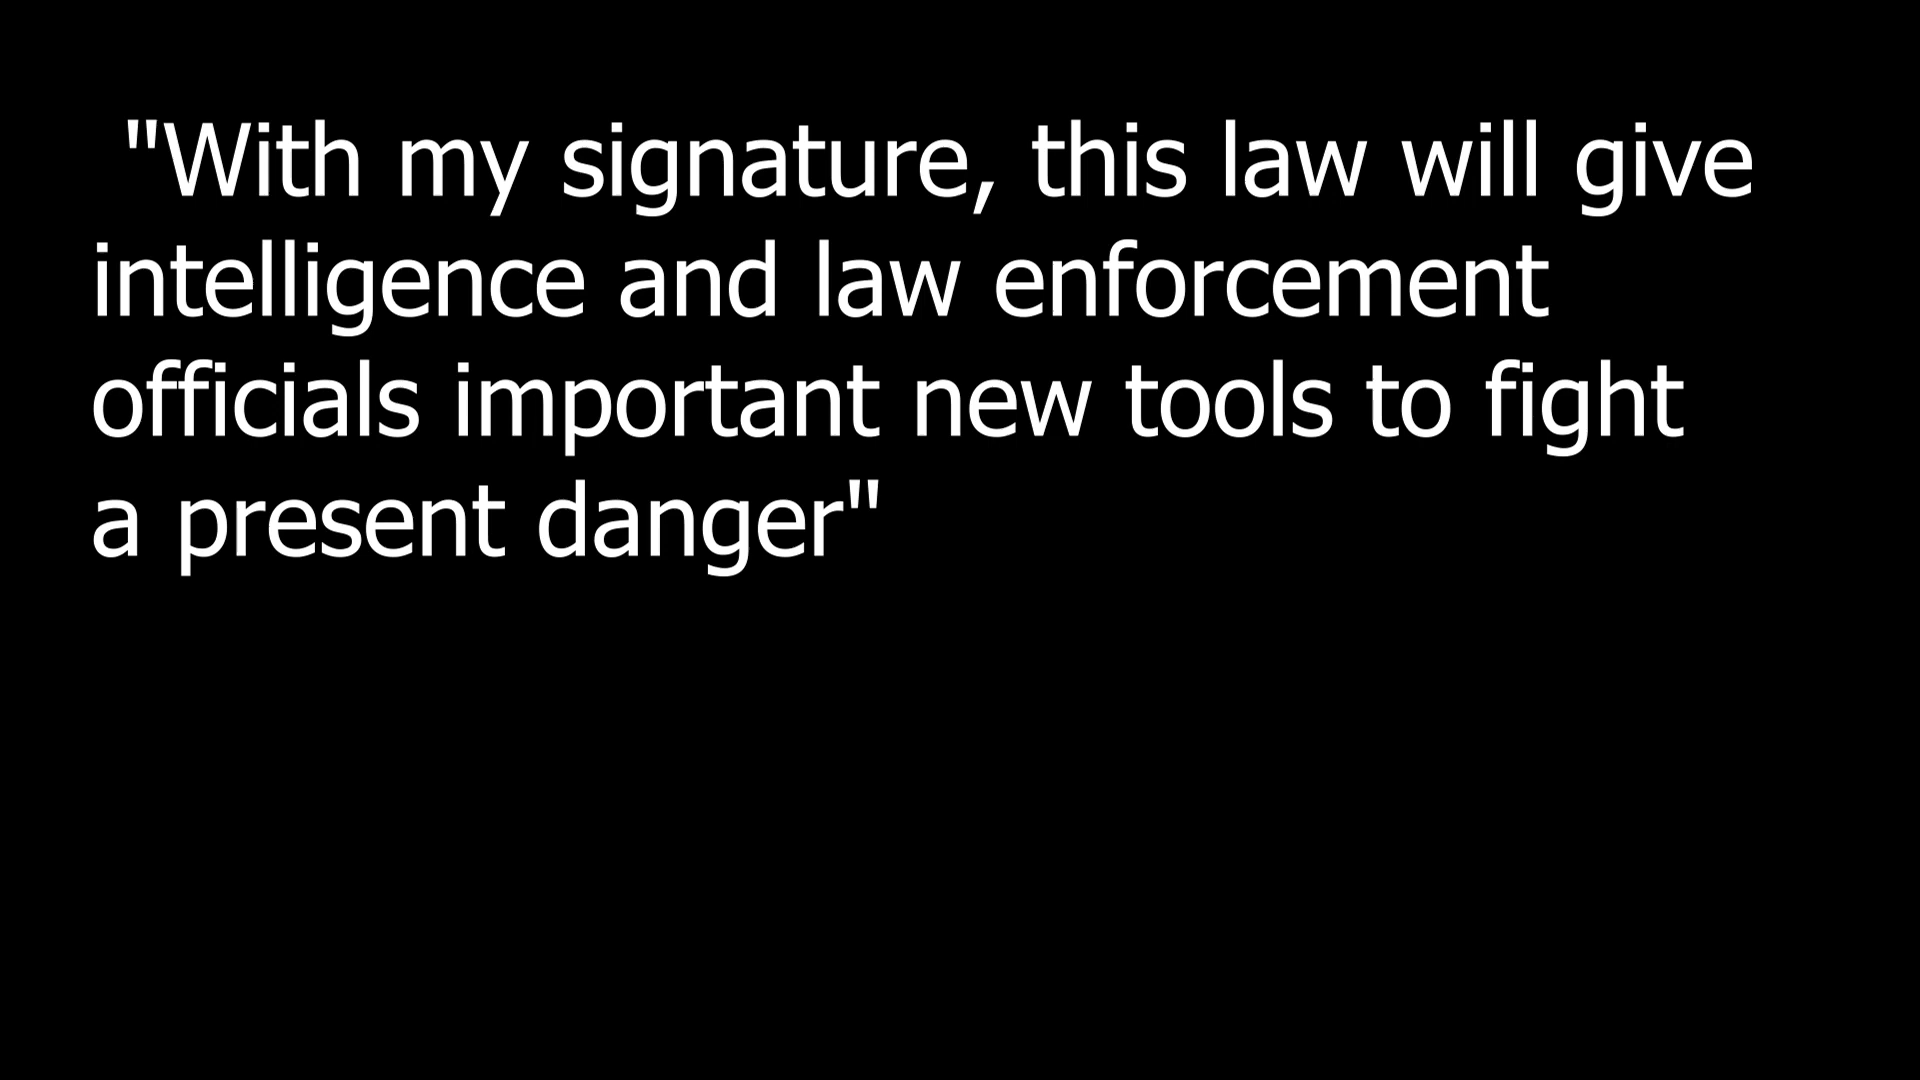 "With my signature, this law will give
intelligence and law enforcement
officials important new tools to fight
a present danger"